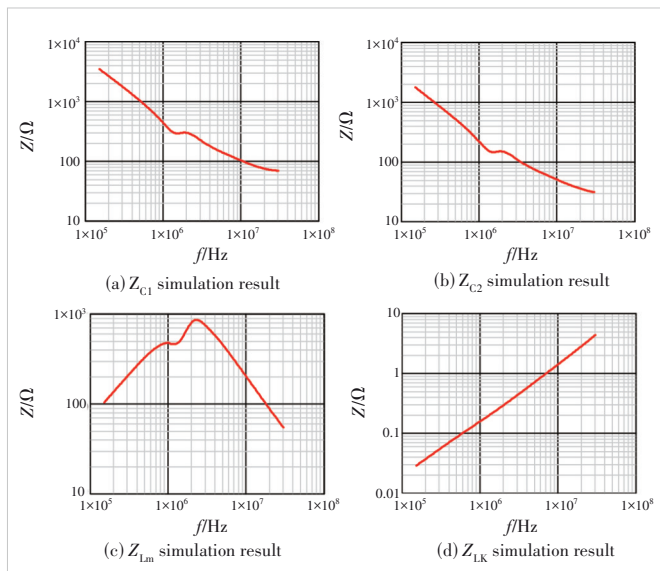 1×10⁴
1×10³
100
10
Z/Ω
1×10⁵ 1×10⁶ 1×10⁷ 1×10⁸
f/Hz
(a) Z_C1 simulation result
1×10⁴
1×10³
100
10
Z/Ω
1×10⁵ 1×10⁶ 1×10⁷ 1×10⁸
f/Hz
(b) Z_C2 simulation result
1×10³
100
10
Z/Ω
1×10⁵ 1×10⁶ 1×10⁷ 1×10⁸
f/Hz
(c) Z_Lm simulation result
10
1
0.1
0.01
Z/Ω
1×10⁵ 1×10⁶ 1×10⁷ 1×10⁸
f/Hz
(d) Z_LK simulation result